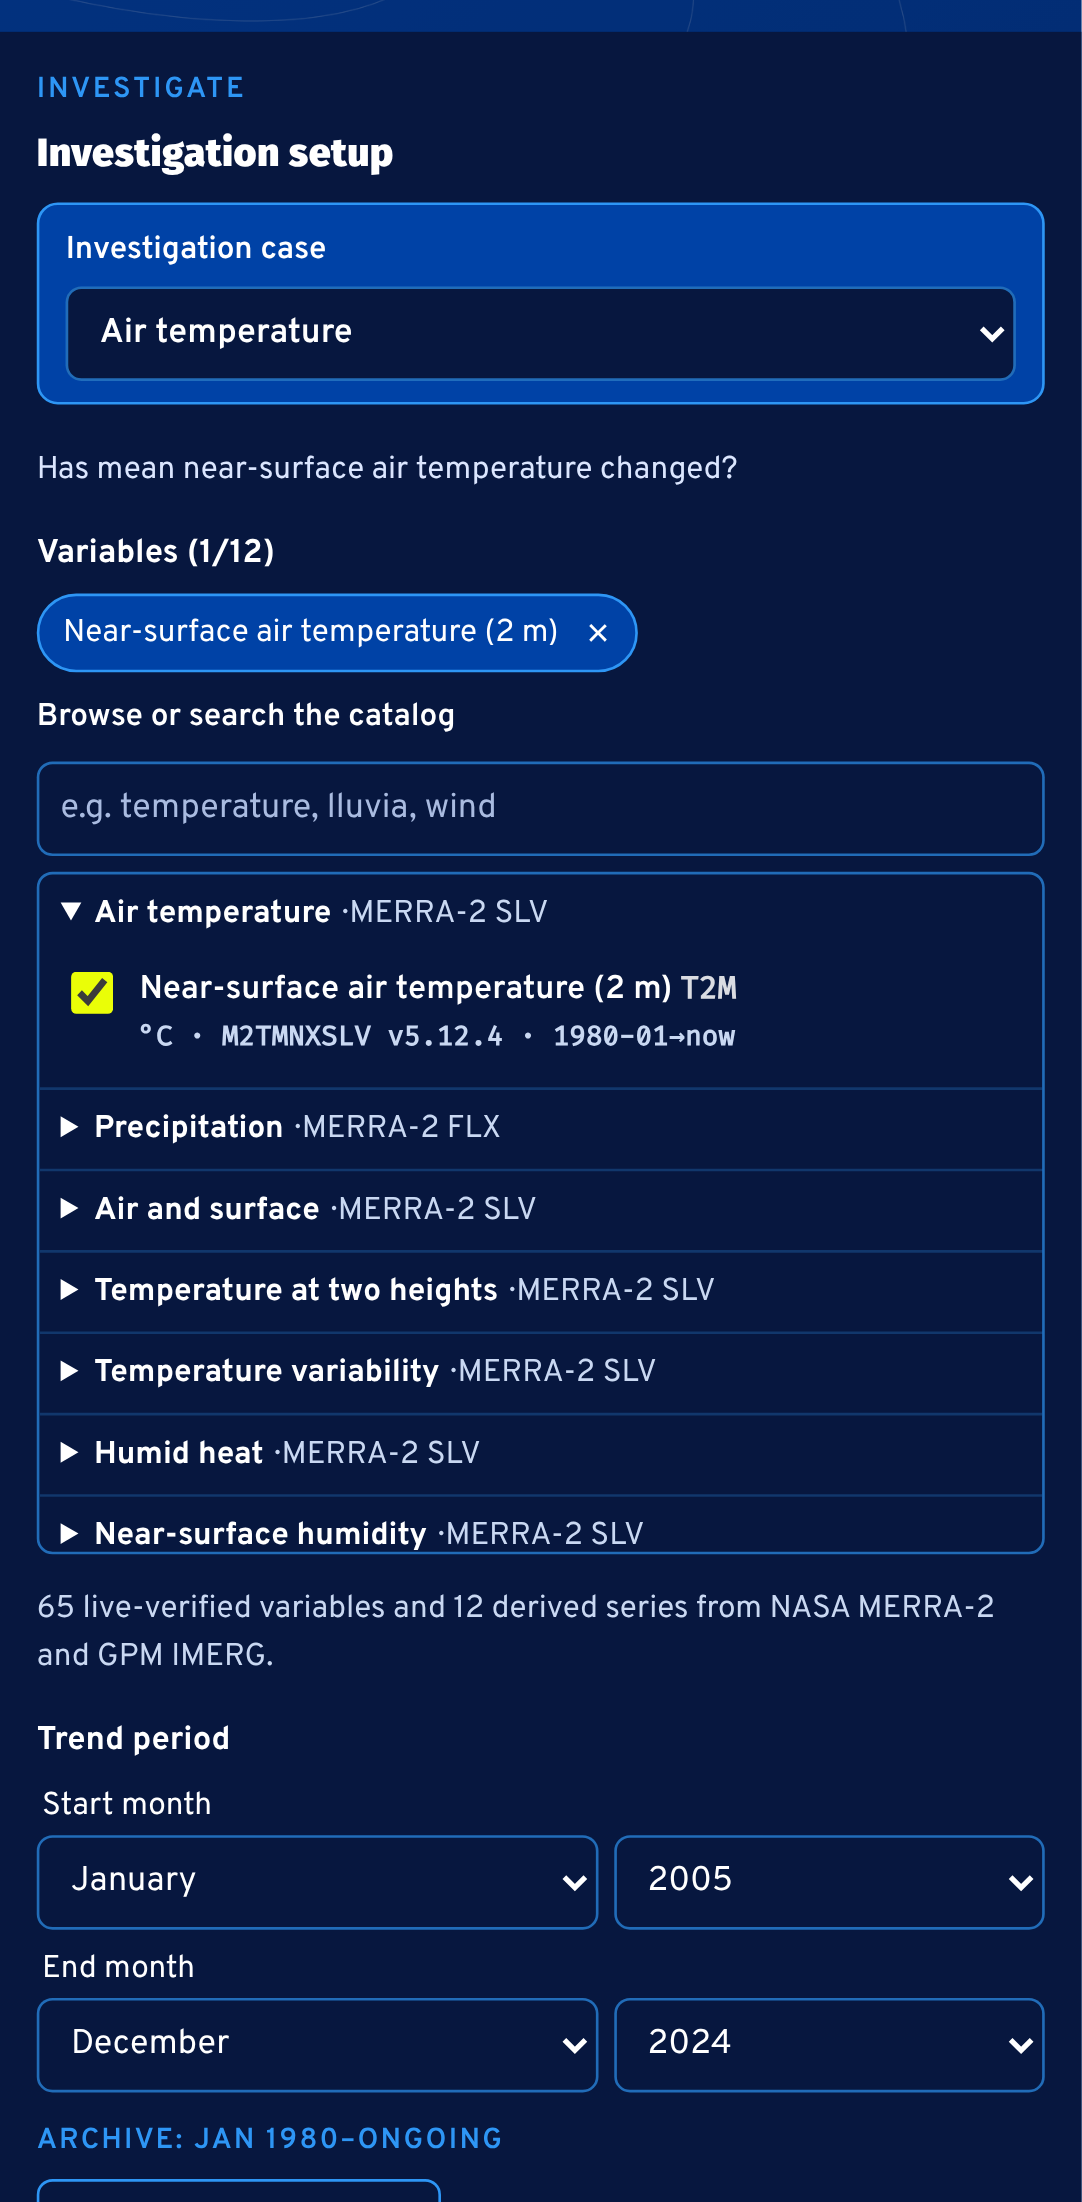 INVESTIGATE
Investigation setup
Investigation case
Air temperature
Has mean near-surface air temperature changed?
Variables (1/12)
Near-surface air temperature (2 m) ×
Browse or search the catalog
e.g. temperature, lluvia, wind
▼ Air temperature ·MERRA-2 SLV
Near-surface air temperature (2 m) T2M
°C · M2TMNXSLV v5.12.4 · 1980-01→now
▶ Precipitation ·MERRA-2 FLX
▶ Air and surface ·MERRA-2 SLV
▶ Temperature at two heights ·MERRA-2 SLV
▶ Temperature variability ·MERRA-2 SLV
▶ Humid heat ·MERRA-2 SLV
▶ Near-surface humidity ·MERRA-2 SLV
65 live-verified variables and 12 derived series from NASA MERRA-2
and GPM IMERG.
Trend period
Start month
January 2005
End month
December 2024
ARCHIVE: JAN 1980–ONGOING